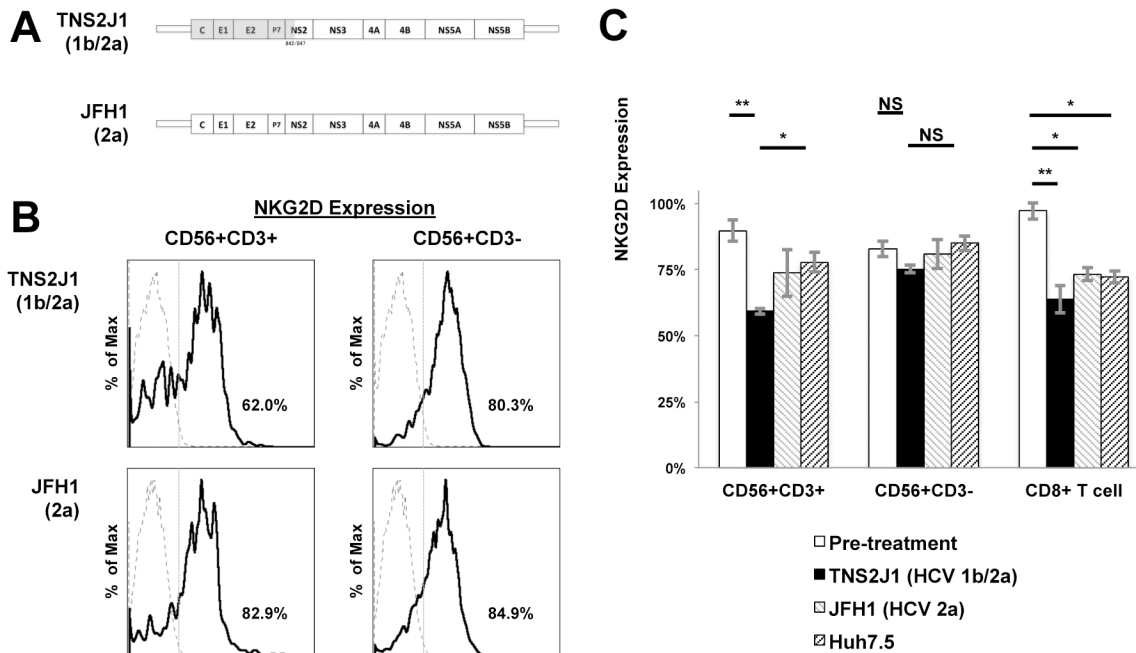 A
TNS2J1
(1b/2a)
C E1 E2 P7 NS2 NS3 4A 4B NS5A NS5B
842/847
JFH1
(2a)
C E1 E2 P7 NS2 NS3 4A 4B NS5A NS5B
B
NKG2D Expression
CD56+CD3+ CD56+CD3-
TNS2J1
(1b/2a)
% of Max
62.0%
% of Max
80.3%
JFH1
(2a)
% of Max
82.9%
% of Max
84.9%
C
NKG2D Expression
** NS *
* NS *
**
100%
75%
50%
25%
0%
CD56+CD3+ CD56+CD3- CD8+ T cell
Pre-treatment
TNS2J1 (HCV 1b/2a)
JFH1 (HCV 2a)
Huh7.5